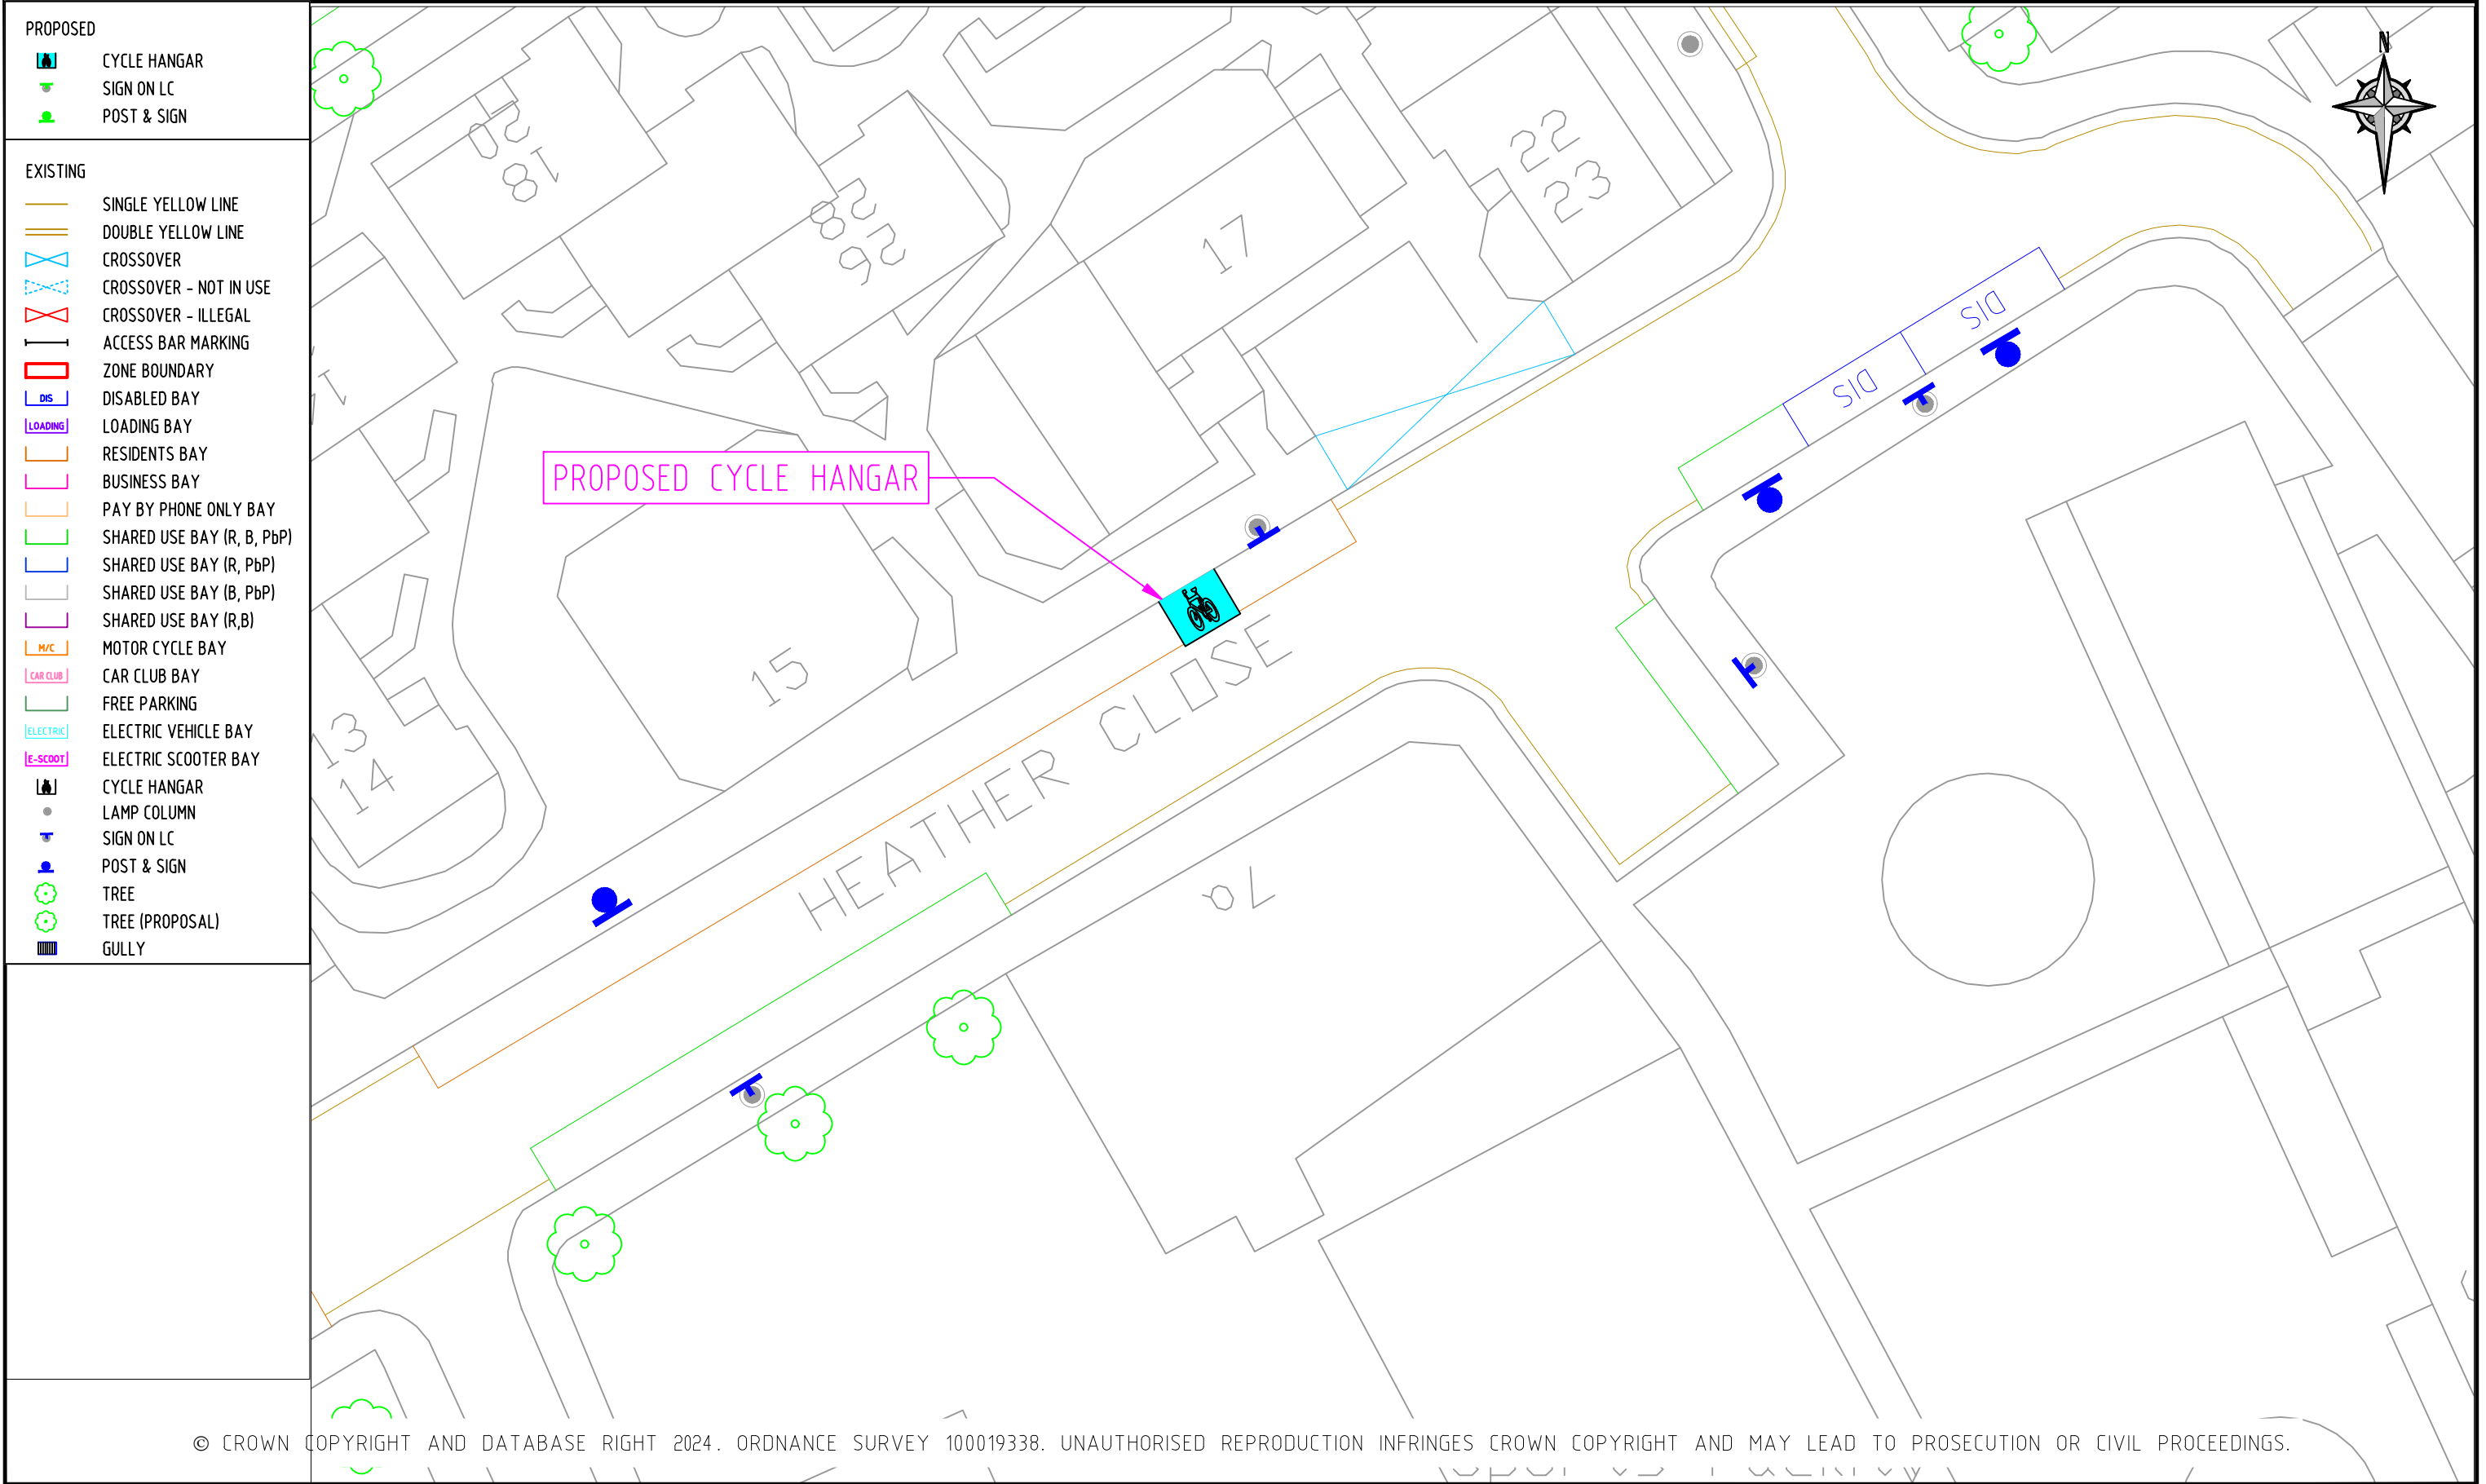 PROPOSED
CYCLE HANGAR
SIGN ON LC
POST & SIGN
EXISTING
SINGLE YELLOW LINE
DOUBLE YELLOW LINE
CROSSOVER
CROSSOVER - NOT IN USE
CROSSOVER - ILLEGAL
ACCESS BAR MARKING
ZONE BOUNDARY
DIS DISABLED BAY
LOADING LOADING BAY
RESIDENTS BAY
BUSINESS BAY
PAY BY PHONE ONLY BAY
SHARED USE BAY (R, B, PbP)
SHARED USE BAY (R, PbP)
SHARED USE BAY (B, PbP)
SHARED USE BAY (R,B)
M/C MOTOR CYCLE BAY
CAR CLUB CAR CLUB BAY
FREE PARKING
ELECTRIC ELECTRIC VEHICLE BAY
E-SCOOT ELECTRIC SCOOTER BAY
CYCLE HANGAR
LAMP COLUMN
SIGN ON LC
POST & SIGN
TREE
TREE (PROPOSAL)
GULLY
N
20
18
17
22
23
DIS
DIS
PROPOSED CYCLE HANGAR
15
13
14
HEATHER CLOSE
76
© CROWN COPYRIGHT AND DATABASE RIGHT 2024. ORDNANCE SURVEY 100019338. UNAUTHORISED REPRODUCTION INFRINGES CROWN COPYRIGHT AND MAY LEAD TO PROSECUTION OR CIVIL PROCEEDINGS.